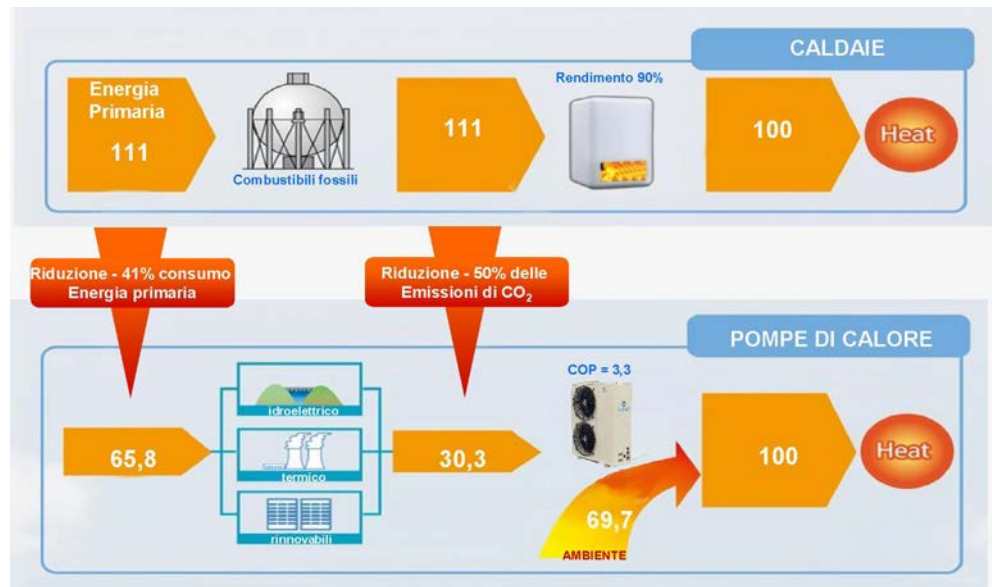 CALDAIE
Energia
Primaria
111
Combustibili fossili
111
Rendimento 90%
100
Heat
Riduzione - 41% consumo
Energia primaria
Riduzione - 50% delle
Emissioni di CO₂
POMPE DI CALORE
65,8
idroelettrico
termico
rinnovabili
30,3
COP = 3,3
69,7
AMBIENTE
100
Heat